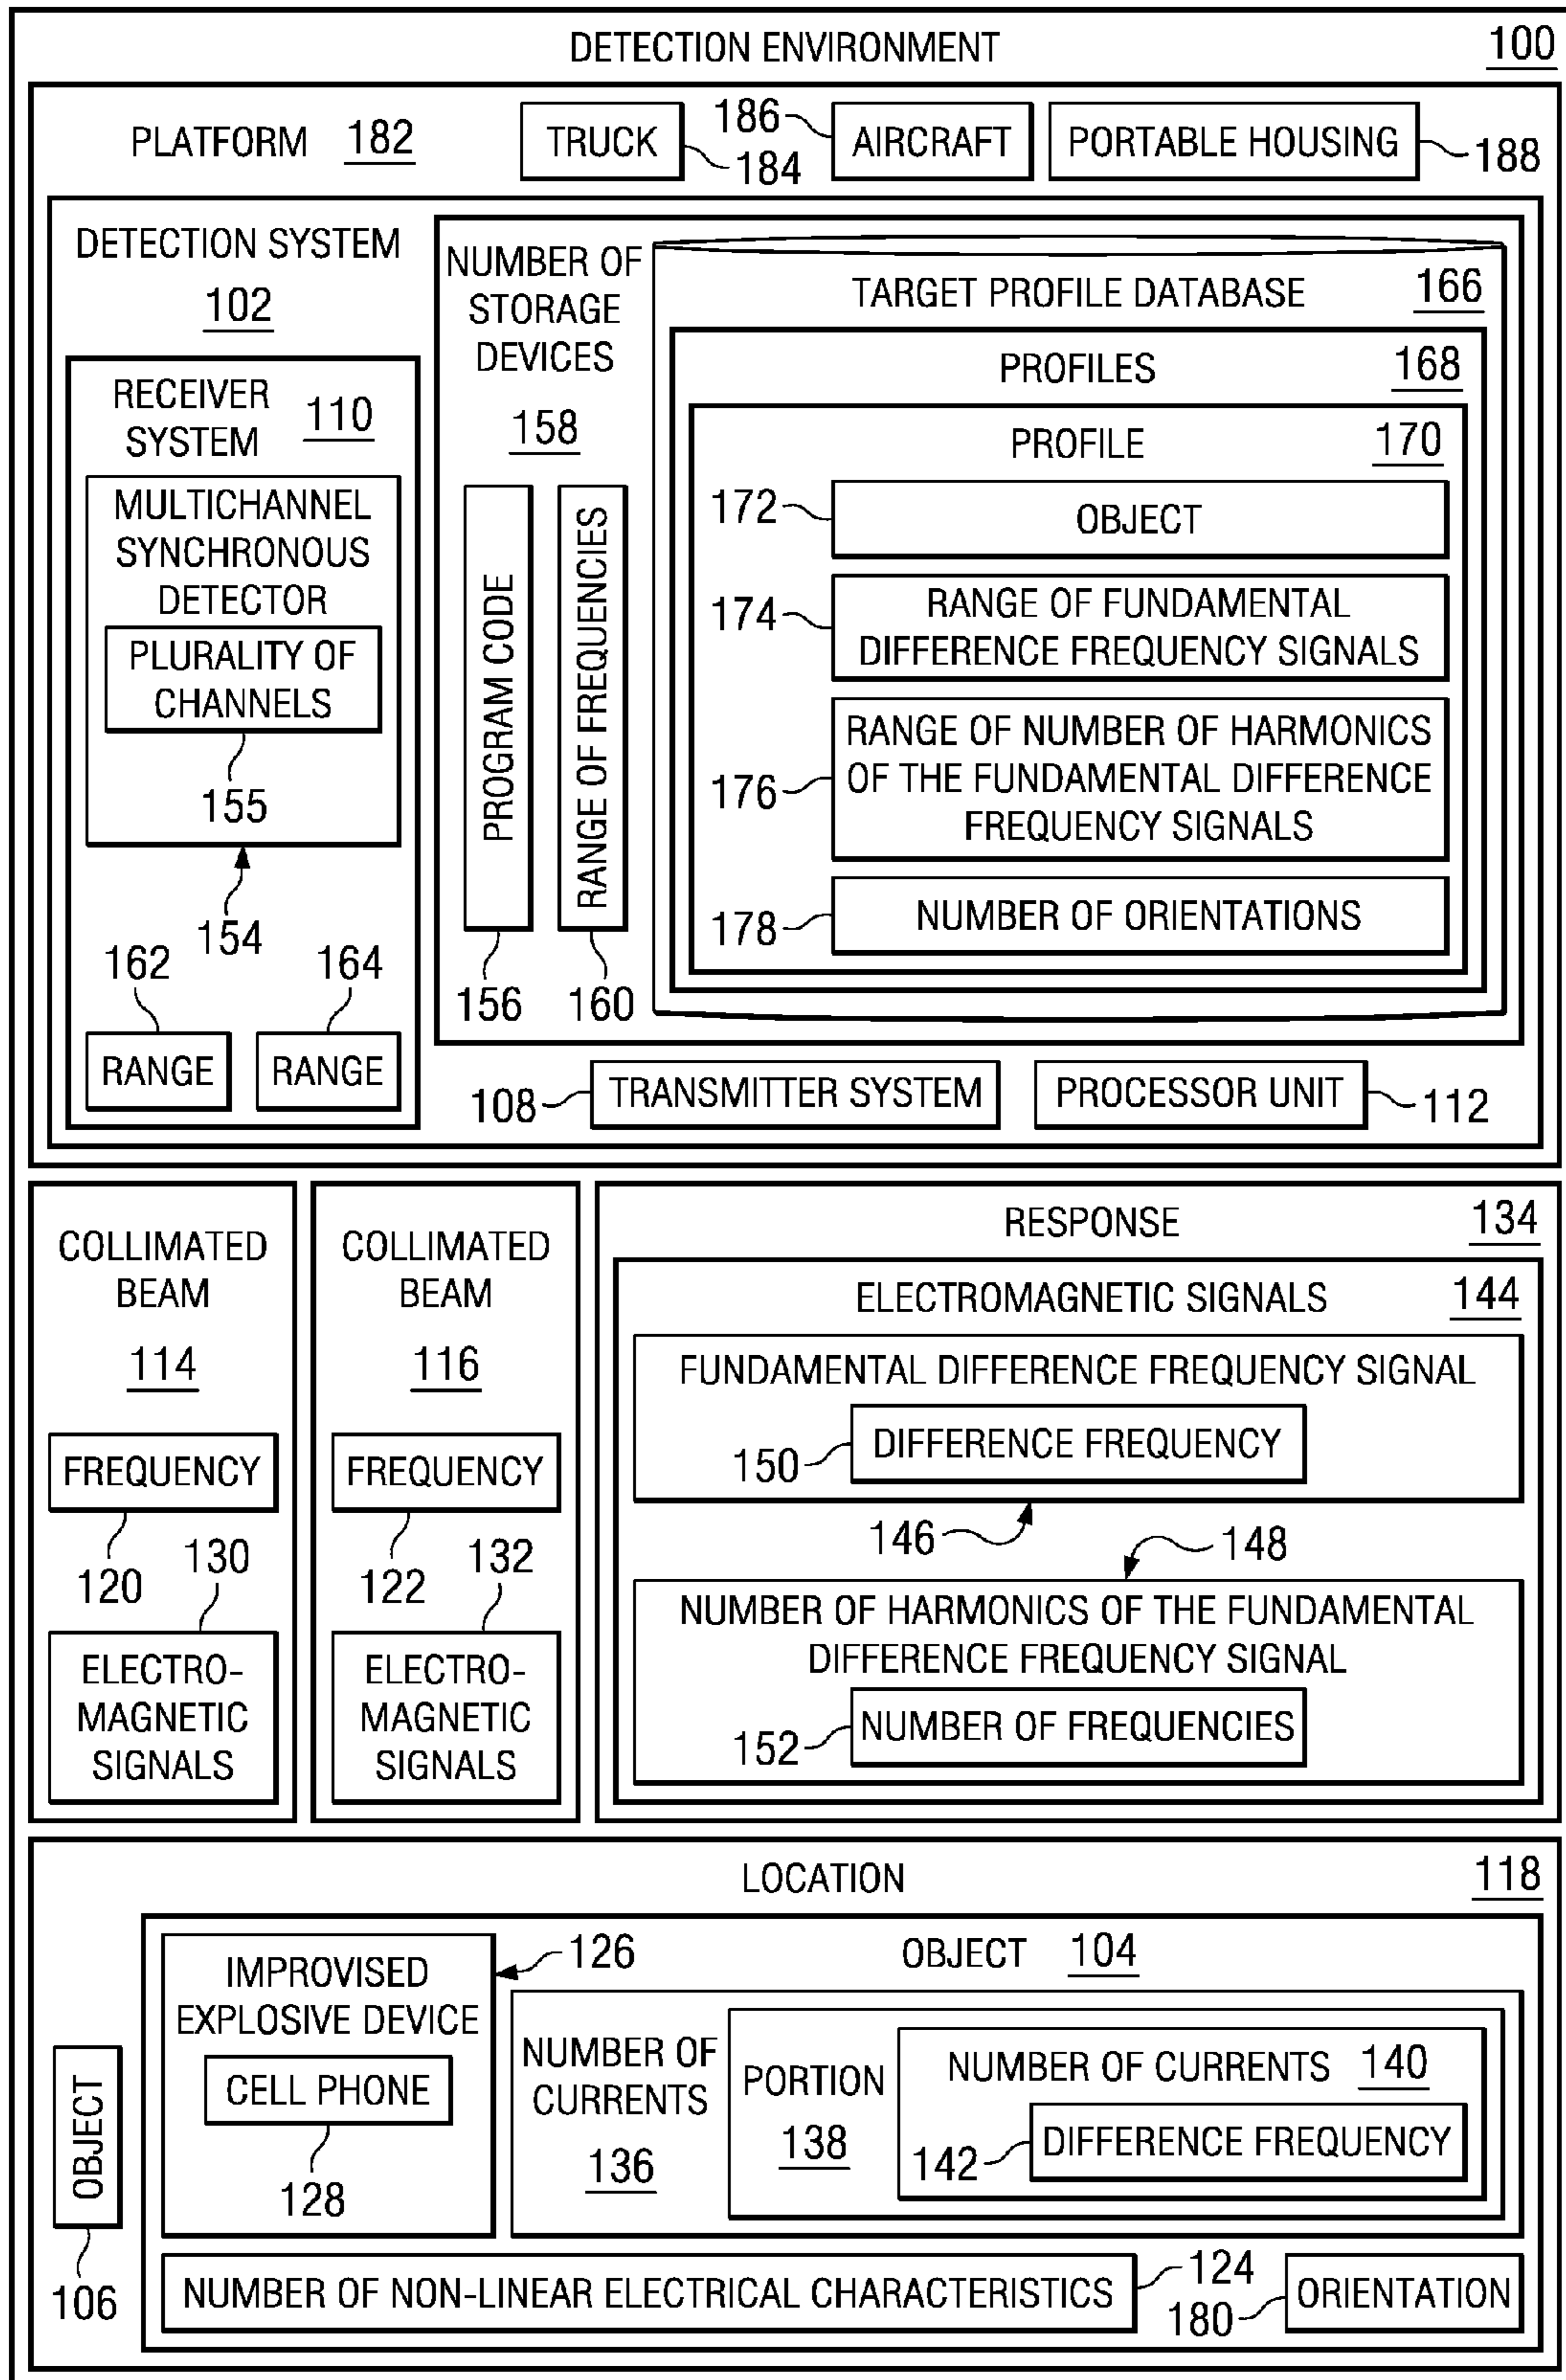 DETECTION ENVIRONMENT 100
PLATFORM 182
TRUCK
184
186
AIRCRAFT
PORTABLE HOUSING
188
DETECTION SYSTEM
102
RECEIVER
SYSTEM
110
MULTICHANNEL
SYNCHRONOUS
DETECTOR
PLURALITY OF
CHANNELS
155
154
162
164
RANGE
RANGE
NUMBER OF
STORAGE
DEVICES
158
PROGRAM CODE
156
RANGE OF FREQUENCIES
160
TARGET PROFILE DATABASE 166
PROFILES 168
PROFILE 170
172
OBJECT
174
RANGE OF FUNDAMENTAL
DIFFERENCE FREQUENCY SIGNALS
176
RANGE OF NUMBER OF HARMONICS
OF THE FUNDAMENTAL DIFFERENCE
FREQUENCY SIGNALS
178
NUMBER OF ORIENTATIONS
108
TRANSMITTER SYSTEM
PROCESSOR UNIT
112
COLLIMATED
BEAM
114
FREQUENCY
120
130
ELECTRO-
MAGNETIC
SIGNALS
COLLIMATED
BEAM
116
FREQUENCY
122
132
ELECTRO-
MAGNETIC
SIGNALS
RESPONSE 134
ELECTROMAGNETIC SIGNALS 144
FUNDAMENTAL DIFFERENCE FREQUENCY SIGNAL
150
DIFFERENCE FREQUENCY
146
148
NUMBER OF HARMONICS OF THE FUNDAMENTAL
DIFFERENCE FREQUENCY SIGNAL
152
NUMBER OF FREQUENCIES
LOCATION 118
OBJECT
106
IMPROVISED
EXPLOSIVE DEVICE
CELL PHONE
128
126
OBJECT 104
NUMBER OF
CURRENTS
136
PORTION
138
NUMBER OF CURRENTS 140
142
DIFFERENCE FREQUENCY
NUMBER OF NON-LINEAR ELECTRICAL CHARACTERISTICS
124
180
ORIENTATION